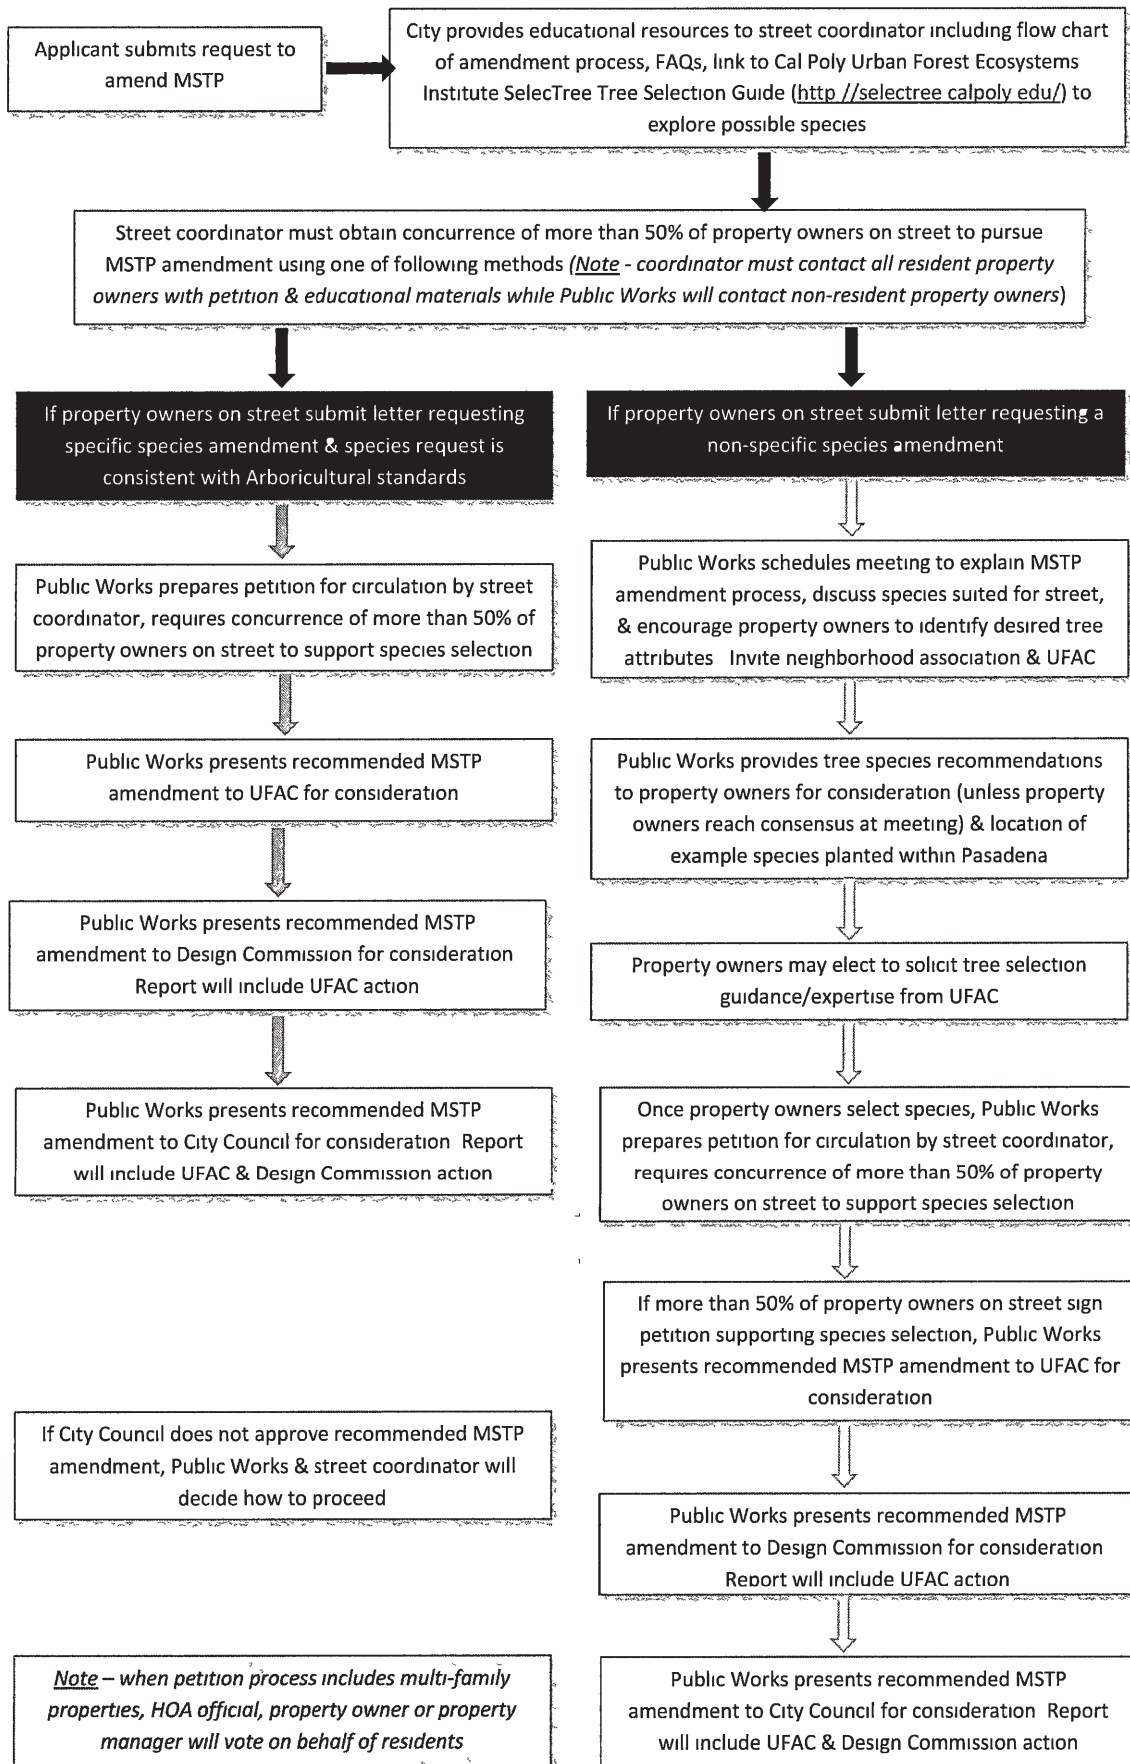 Applicant submits request to
amend MSTP
City provides educational resources to street coordinator including flow chart
of amendment process, FAQs, link to Cal Poly Urban Forest Ecosystems
Institute SelecTree Tree Selection Guide (http //selectree calpoly edu/) to
explore possible species
Street coordinator must obtain concurrence of more than 50% of property owners on street to pursue
MSTP amendment using one of following methods (Note - coordinator must contact all resident property
owners with petition & educational materials while Public Works will contact non-resident property owners)
If property owners on street submit letter requesting
specific species amendment & species request is
consistent with Arboricultural standards
Public Works prepares petition for circulation by street
coordinator, requires concurrence of more than 50% of
property owners on street to support species selection
Public Works presents recommended MSTP
amendment to UFAC for consideration
Public Works presents recommended MSTP
amendment to Design Commission for consideration
Report will include UFAC action
Public Works presents recommended MSTP
amendment to City Council for consideration Report
will include UFAC & Design Commission action
If City Council does not approve recommended MSTP
amendment, Public Works & street coordinator will
decide how to proceed
Note – when petition process includes multi-family
properties, HOA official, property owner or property
manager will vote on behalf of residents
If property owners on street submit letter requesting a
non-specific species amendment
Public Works schedules meeting to explain MSTP
amendment process, discuss species suited for street,
& encourage property owners to identify desired tree
attributes Invite neighborhood association & UFAC
Public Works provides tree species recommendations
to property owners for consideration (unless property
owners reach consensus at meeting) & location of
example species planted within Pasadena
Property owners may elect to solicit tree selection
guidance/expertise from UFAC
Once property owners select species, Public Works
prepares petition for circulation by street coordinator,
requires concurrence of more than 50% of property
owners on street to support species selection
If more than 50% of property owners on street sign
petition supporting species selection, Public Works
presents recommended MSTP amendment to UFAC for
consideration
Public Works presents recommended MSTP
amendment to Design Commission for consideration
Report will include UFAC action
Public Works presents recommended MSTP
amendment to City Council for consideration Report
will include UFAC & Design Commission action